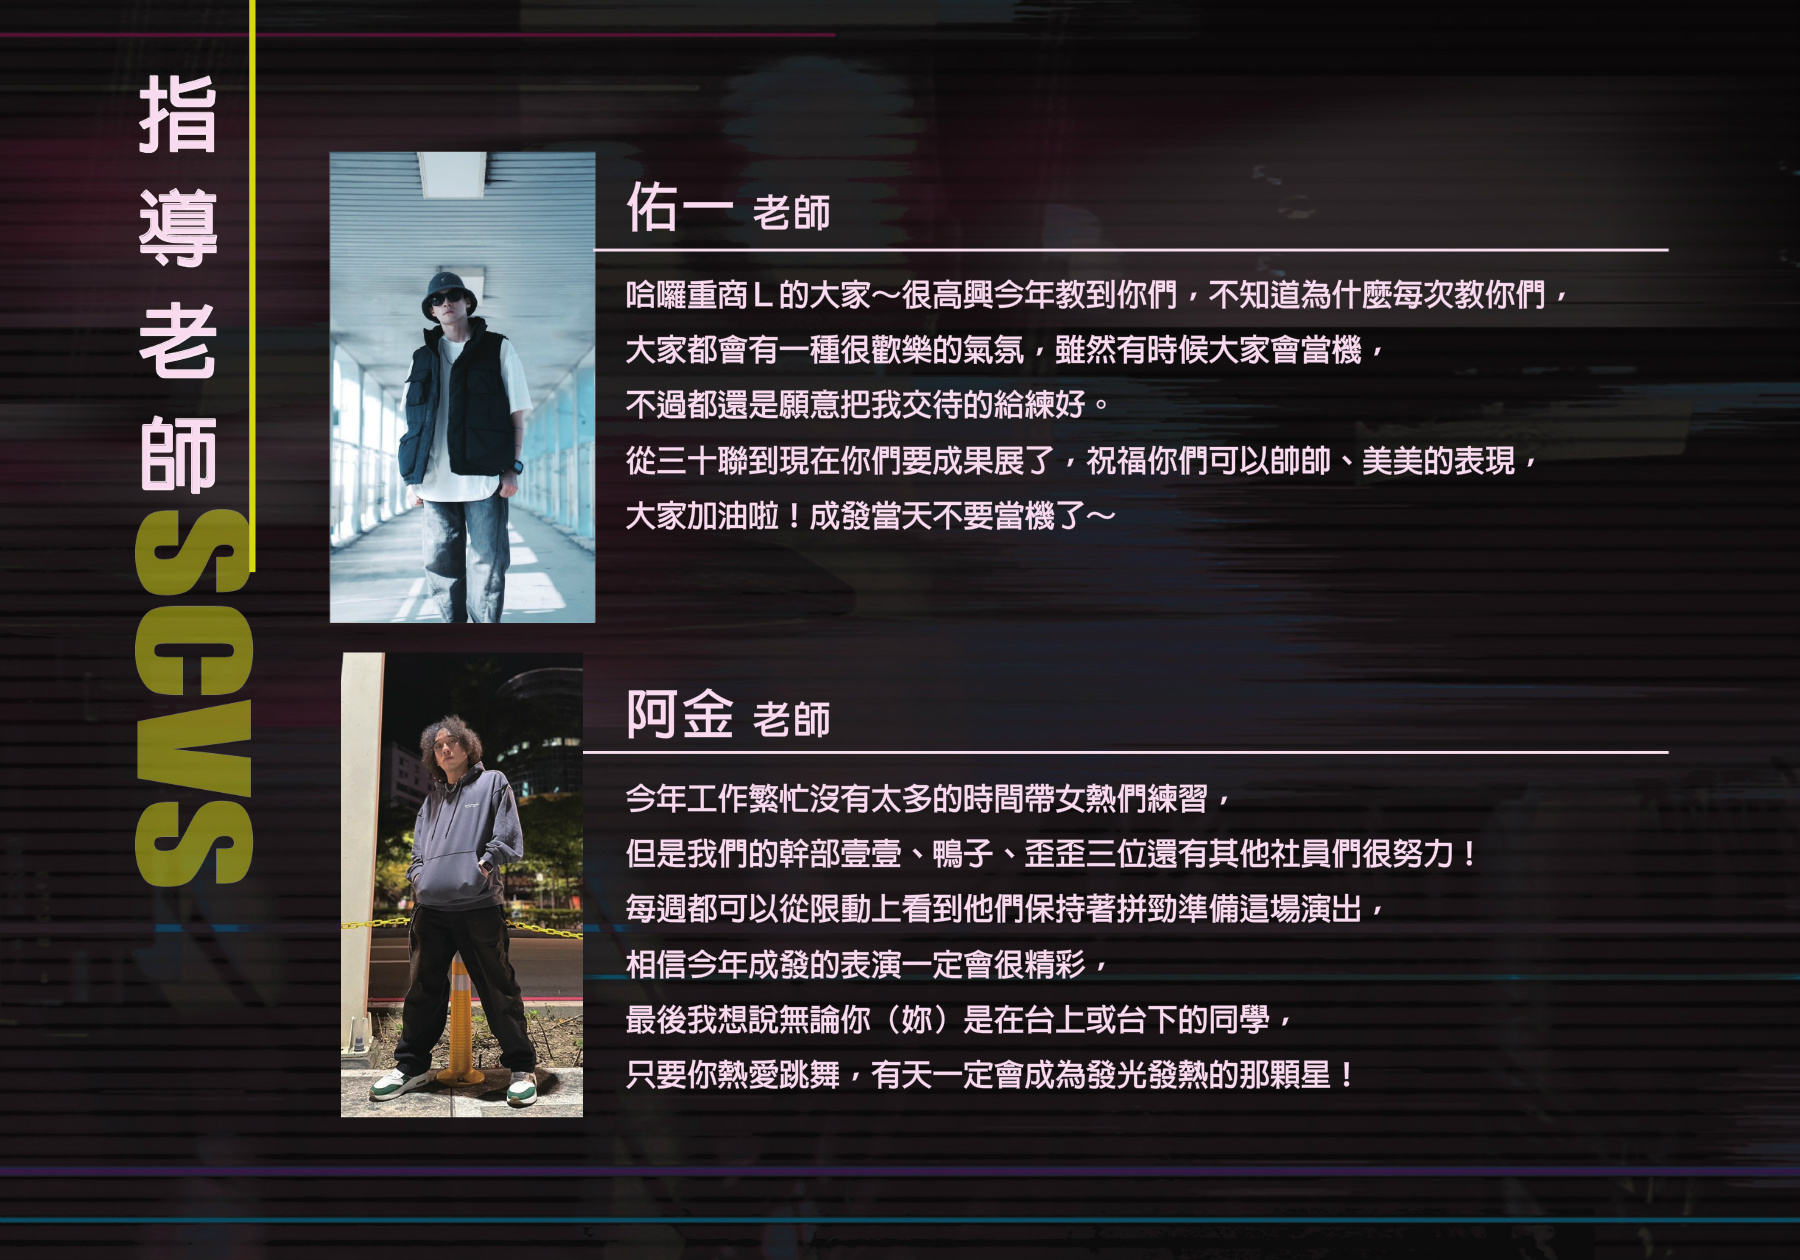 指導老師
SCVS
佑一 老師
哈囉重商L的大家～很高興今年教到你們，不知道為什麼每次教你們，
大家都會有一種很歡樂的氣氛，雖然有時候大家會當機，
不過都還是願意把我交待的給練好。
從三十聯到現在你們要成果展了，祝福你們可以帥帥、美美的表現，
大家加油啦！成發當天不要當機了～
阿金 老師
今年工作繁忙沒有太多的時間帶女熱們練習，
但是我們的幹部壹壹、鴨子、歪歪三位還有其他社員們很努力！
每週都可以從限動上看到他們保持著拼勁準備這場演出，
相信今年成發的表演一定會很精彩，
最後我想說無論你（妳）是在台上或台下的同學，
只要你熱愛跳舞，有天一定會成為發光發熱的那顆星！